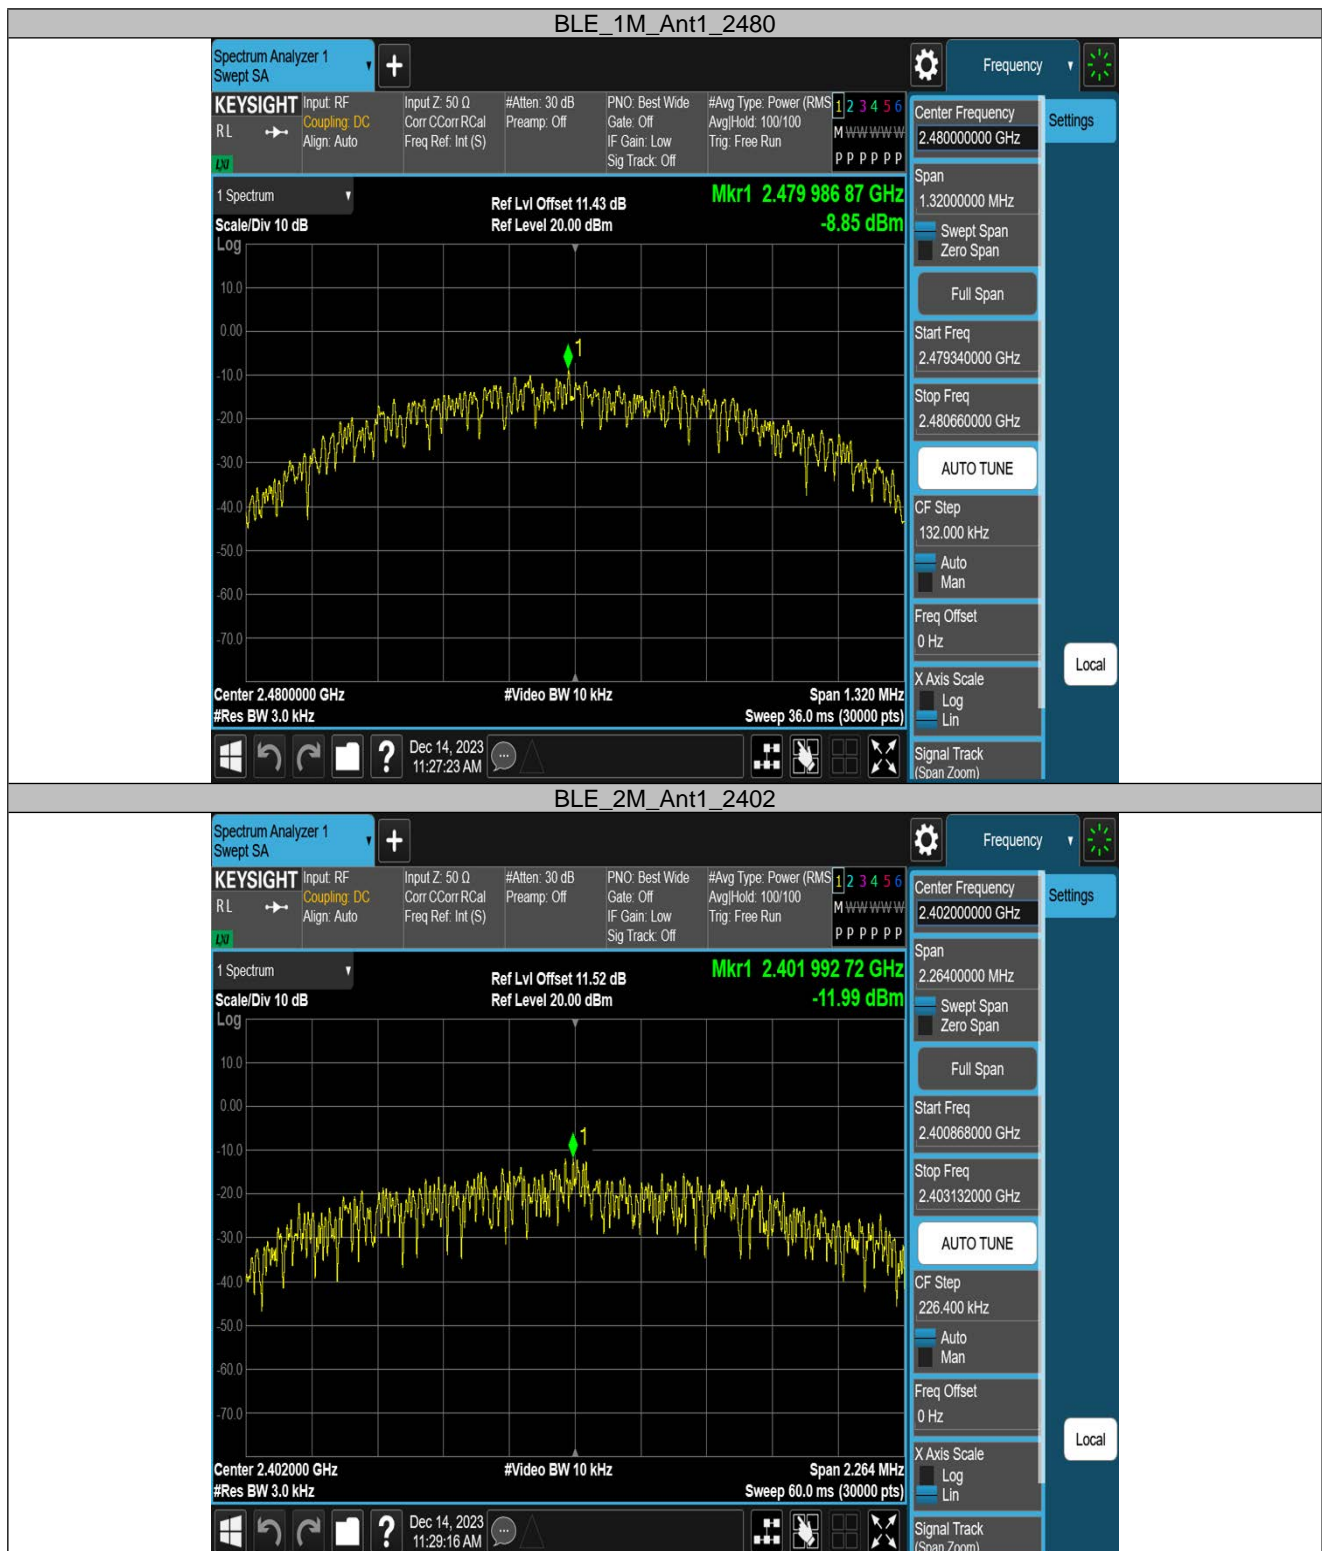 BLE_1M_Ant1_2480
Spectrum Analyzer 1
Swept SA
+
Frequency
KEYSIGHT
RL
LXI
Input: RF
Coupling: DC
Align: Auto
Input Z: 50 Ω
Corr CCorr RCal
Freq Ref: Int (S)
#Atten: 30 dB
Preamp: Off
PNO: Best Wide
Gate: Off
IF Gain: Low
Sig Track: Off
#Avg Type: Power (RMS
Avg|Hold: 100/100
Trig: Free Run
1 2 3 4 5 6
M W W W W W
P P P P P P
1 Spectrum
Scale/Div 10 dB
Ref Lvl Offset 11.43 dB
Ref Level 20.00 dBm
Mkr1 2.479 986 87 GHz
-8.85 dBm
Log
10.0
0.00
-10.0
-20.0
-30.0
-40.0
-50.0
-60.0
-70.0
1
Center 2.4800000 GHz
#Res BW 3.0 kHz
#Video BW 10 kHz
Span 1.320 MHz
Sweep 36.0 ms (30000 pts)
?
Dec 14, 2023
11:27:23 AM
Center Frequency
2.480000000 GHz
Settings
Span
1.32000000 MHz
Swept Span
Zero Span
Full Span
Start Freq
2.479340000 GHz
Stop Freq
2.480660000 GHz
AUTO TUNE
CF Step
132.000 kHz
Auto
Man
Freq Offset
0 Hz
X Axis Scale
Log
Lin
Local
Signal Track
(Span Zoom)
BLE_2M_Ant1_2402
Spectrum Analyzer 1
Swept SA
+
Frequency
KEYSIGHT
RL
LXI
Input: RF
Coupling: DC
Align: Auto
Input Z: 50 Ω
Corr CCorr RCal
Freq Ref: Int (S)
#Atten: 30 dB
Preamp: Off
PNO: Best Wide
Gate: Off
IF Gain: Low
Sig Track: Off
#Avg Type: Power (RMS
Avg|Hold: 100/100
Trig: Free Run
1 2 3 4 5 6
M W W W W W
P P P P P P
1 Spectrum
Scale/Div 10 dB
Ref Lvl Offset 11.52 dB
Ref Level 20.00 dBm
Mkr1 2.401 992 72 GHz
-11.99 dBm
Log
10.0
0.00
-10.0
-20.0
-30.0
-40.0
-50.0
-60.0
-70.0
1
Center 2.402000 GHz
#Res BW 3.0 kHz
#Video BW 10 kHz
Span 2.264 MHz
Sweep 60.0 ms (30000 pts)
?
Dec 14, 2023
11:29:16 AM
Center Frequency
2.402000000 GHz
Settings
Span
2.26400000 MHz
Swept Span
Zero Span
Full Span
Start Freq
2.400868000 GHz
Stop Freq
2.403132000 GHz
AUTO TUNE
CF Step
226.400 kHz
Auto
Man
Freq Offset
0 Hz
X Axis Scale
Log
Lin
Local
Signal Track
(Span Zoom)